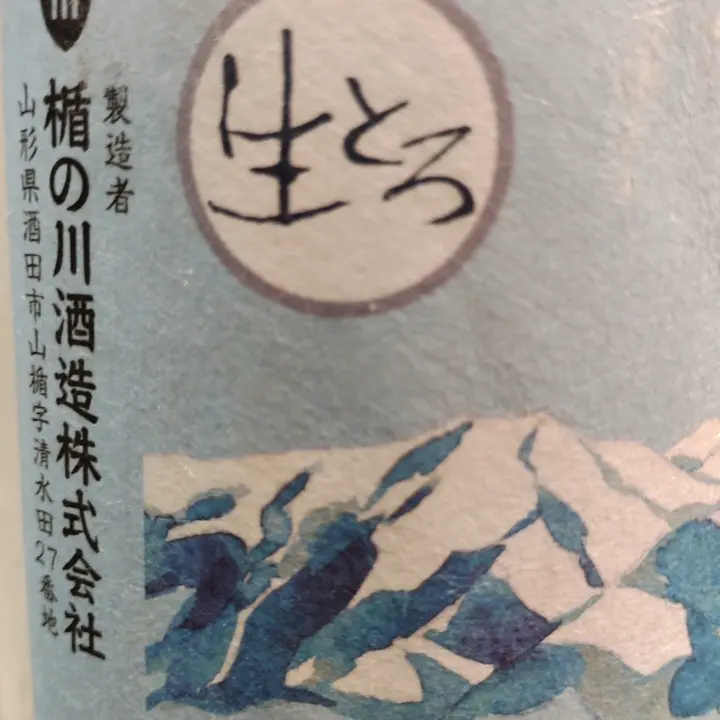 生とろ
製造者
楯の川酒造株式会社
山形県酒田市山楯字清水田27番地